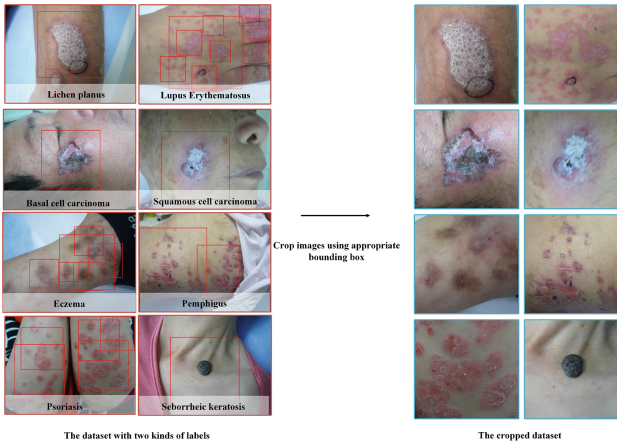 Lichen planus
Lupus Erythematosus
Basal cell carcinoma
Squamous cell carcinoma
Crop images using appropriate
bounding box
Eczema
Pemphigus
Psoriasis
Seborrheic keratosis
The dataset with two kinds of labels
The cropped dataset